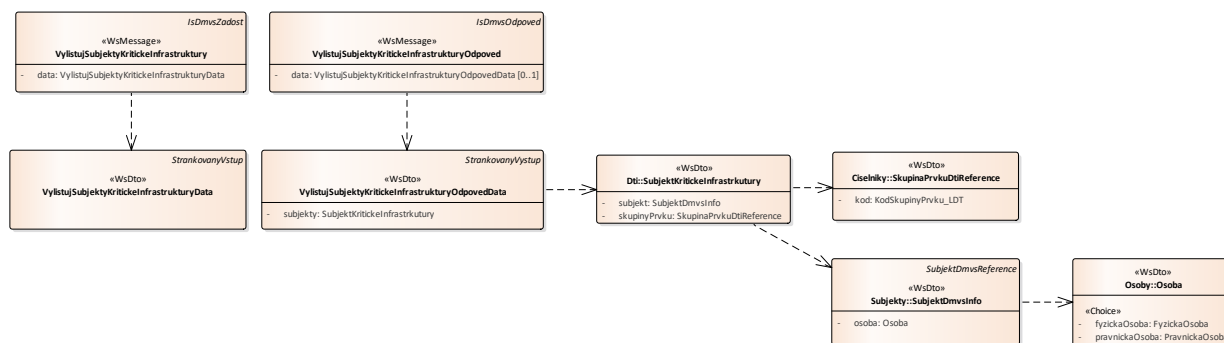 IsDmvsZadost
«WsMessage»
VylistujSubjektyKritickeInfrastruktury
- data: VylistujSubjektyKritickeInfrastrukturyData
IsDmvsOdpoved
«WsMessage»
VylistujSubjektyKritickeInfrastrukturyOdpoved
- data: VylistujSubjektyKritickeInfrastrukturyOdpovedData [0..1]
StrankovanyVstup
«WsDto»
VylistujSubjektyKritickeInfrastrukturyData
StrankovanyVystup
«WsDto»
VylistujSubjektyKritickeInfrastrukturyOdpovedData
- subjekty: SubjektKritickeInfrastrkutury
«WsDto»
Dti::SubjektKritickeInfrastrkutury
- subjekt: SubjektDmvsInfo
- skupinyPrvku: SkupinaPrvkuDtiReference
«WsDto»
Ciselniky::SkupinaPrvkuDtiReference
- kod: KodSkupinyPrvku_LDT
SubjektDmvsReference
«WsDto»
Subjekty::SubjektDmvsInfo
- osoba: Osoba
«WsDto»
Osoby::Osoba
«Choice»
- fyzickaOsoba: FyzickaOsoba
- pravnickaOsoba: PravnickaOsob